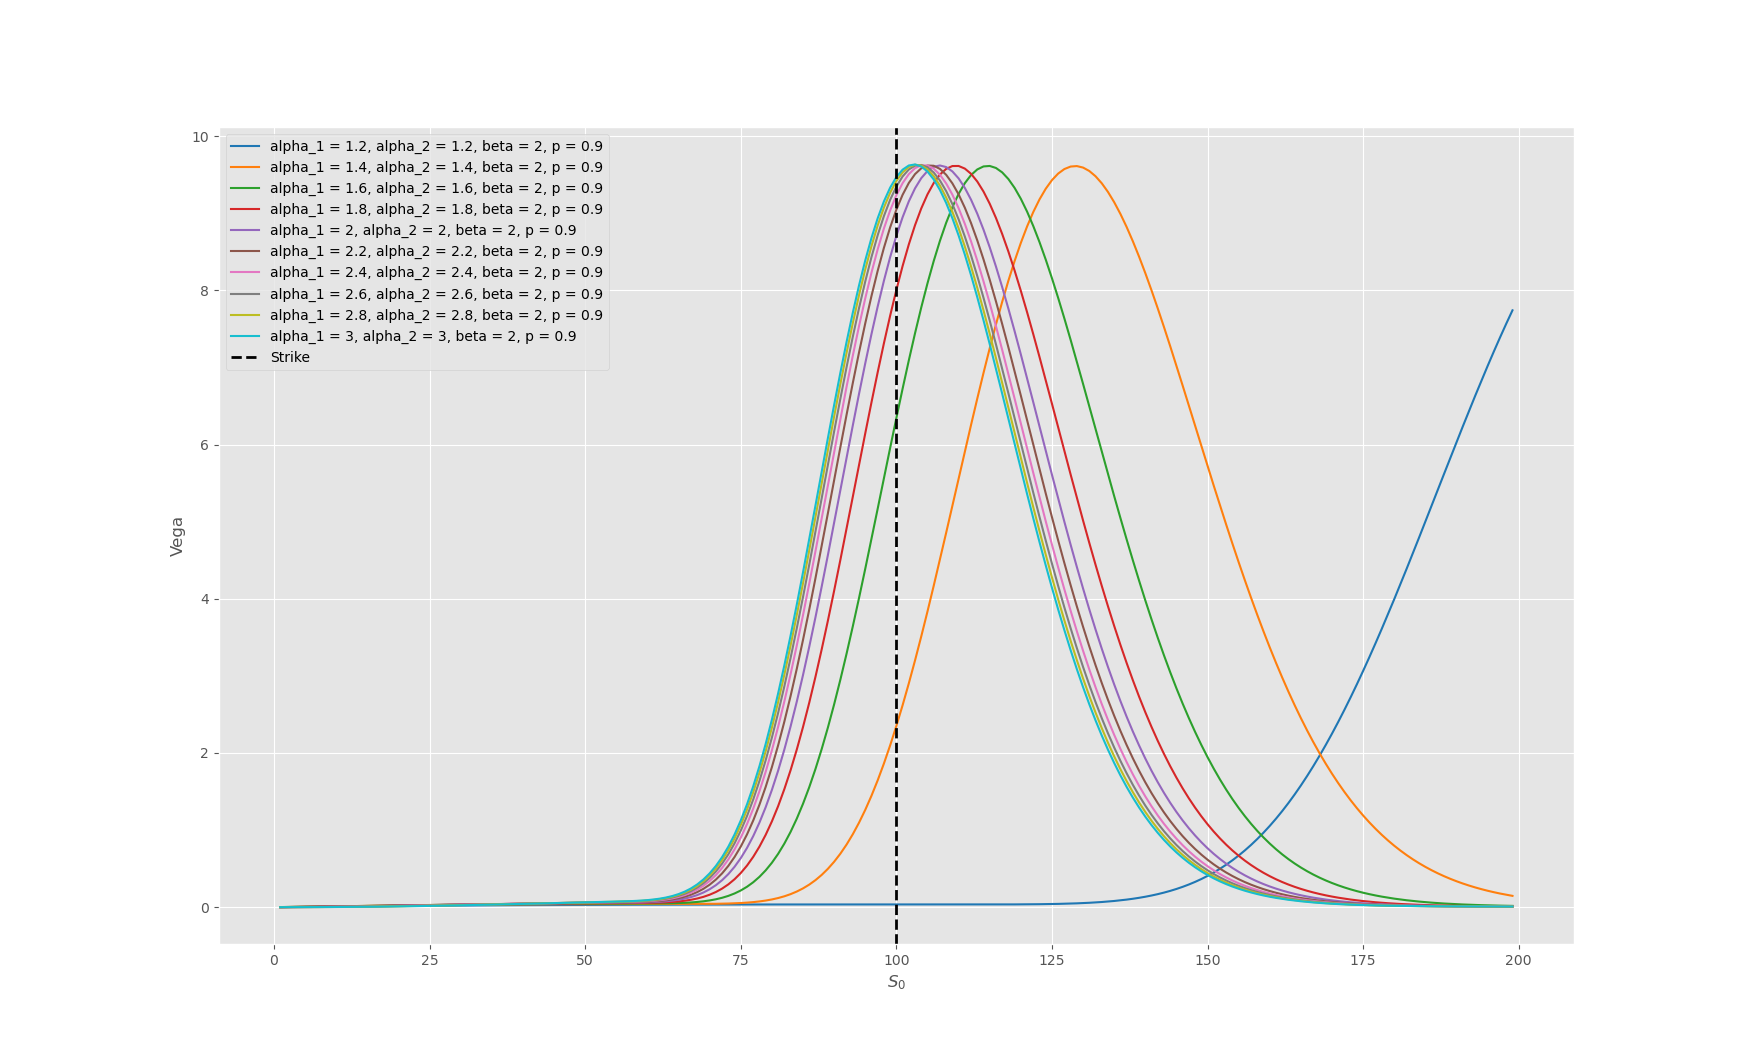 alpha_1 = 1.2, alpha_2 = 1.2, beta = 2, p = 0.9
alpha_1 = 1.4, alpha_2 = 1.4, beta = 2, p = 0.9
alpha_1 = 1.6, alpha_2 = 1.6, beta = 2, p = 0.9
alpha_1 = 1.8, alpha_2 = 1.8, beta = 2, p = 0.9
alpha_1 = 2, alpha_2 = 2, beta = 2, p = 0.9
alpha_1 = 2.2, alpha_2 = 2.2, beta = 2, p = 0.9
alpha_1 = 2.4, alpha_2 = 2.4, beta = 2, p = 0.9
alpha_1 = 2.6, alpha_2 = 2.6, beta = 2, p = 0.9
alpha_1 = 2.8, alpha_2 = 2.8, beta = 2, p = 0.9
alpha_1 = 3, alpha_2 = 3, beta = 2, p = 0.9
Strike
10
8
6
4
2
0
Vega
0 25 50 75 100 125 150 175 200
S_0